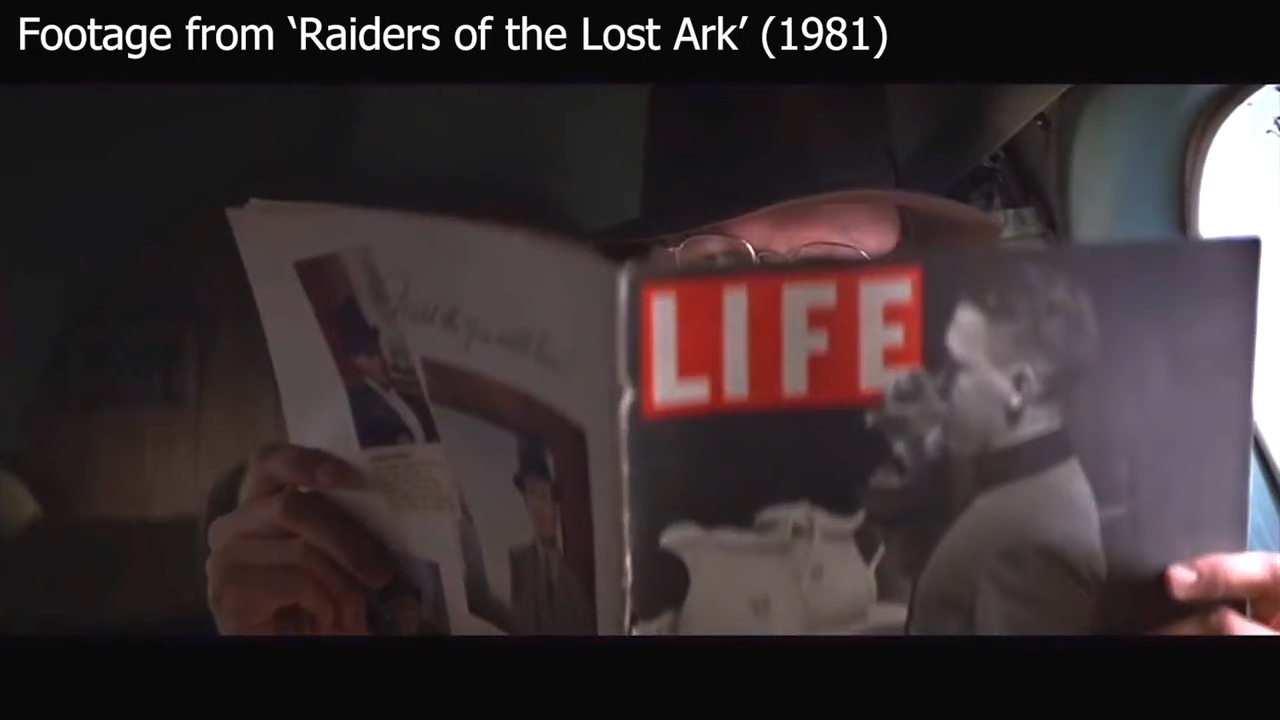 Footage from ‘Raiders of the Lost Ark’ (1981)
LIFE